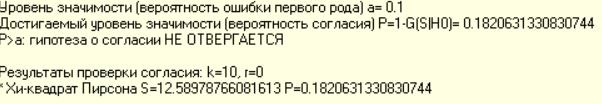 Уровень значимости (вероятность ошибки первого рода) a= 0.1
Достигаемый уровень значимости (вероятность согласия) P=1-G(S|H0)= 0.1820631330830744
P>a: гипотеза о согласии НЕ ОТВЕРГАЕТСЯ
Результаты проверки согласия: k=10, r=0
*Хи-квадрат Пирсона S=12.58978766081613 P=0.1820631330830744